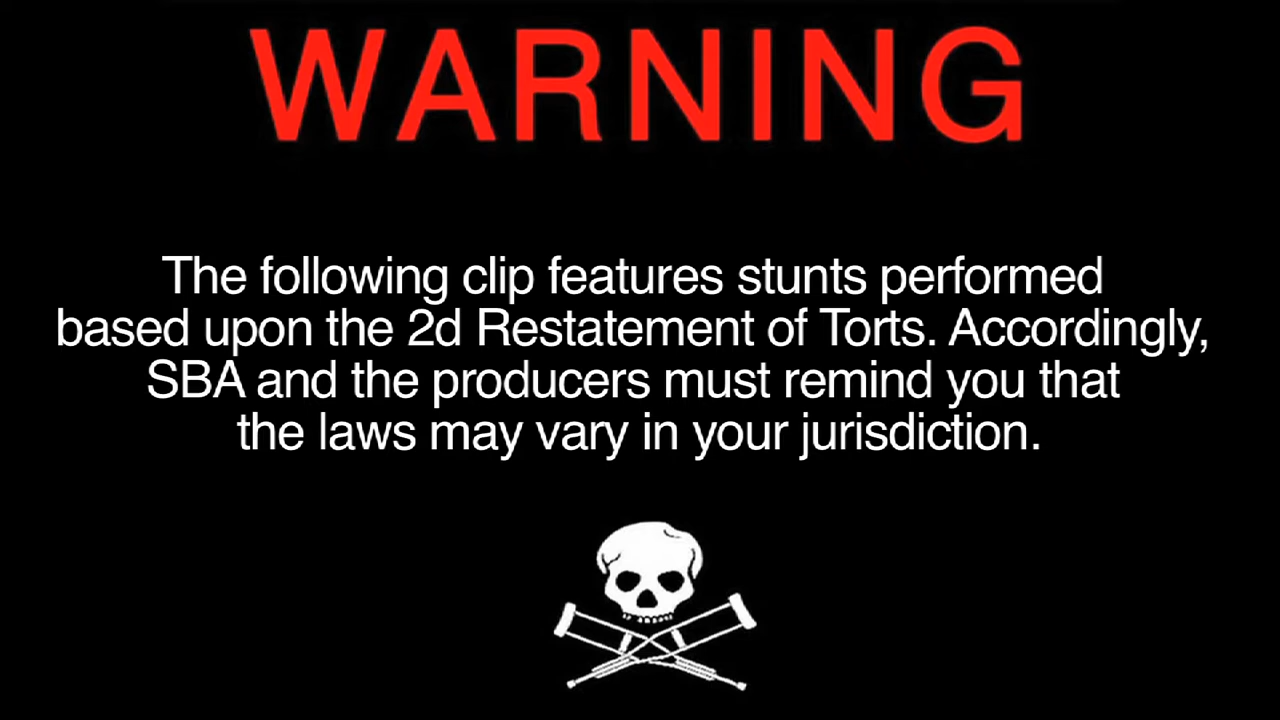 WARNING
The following clip features stunts performed
based upon the 2d Restatement of Torts. Accordingly,
SBA and the producers must remind you that
the laws may vary in your jurisdiction.